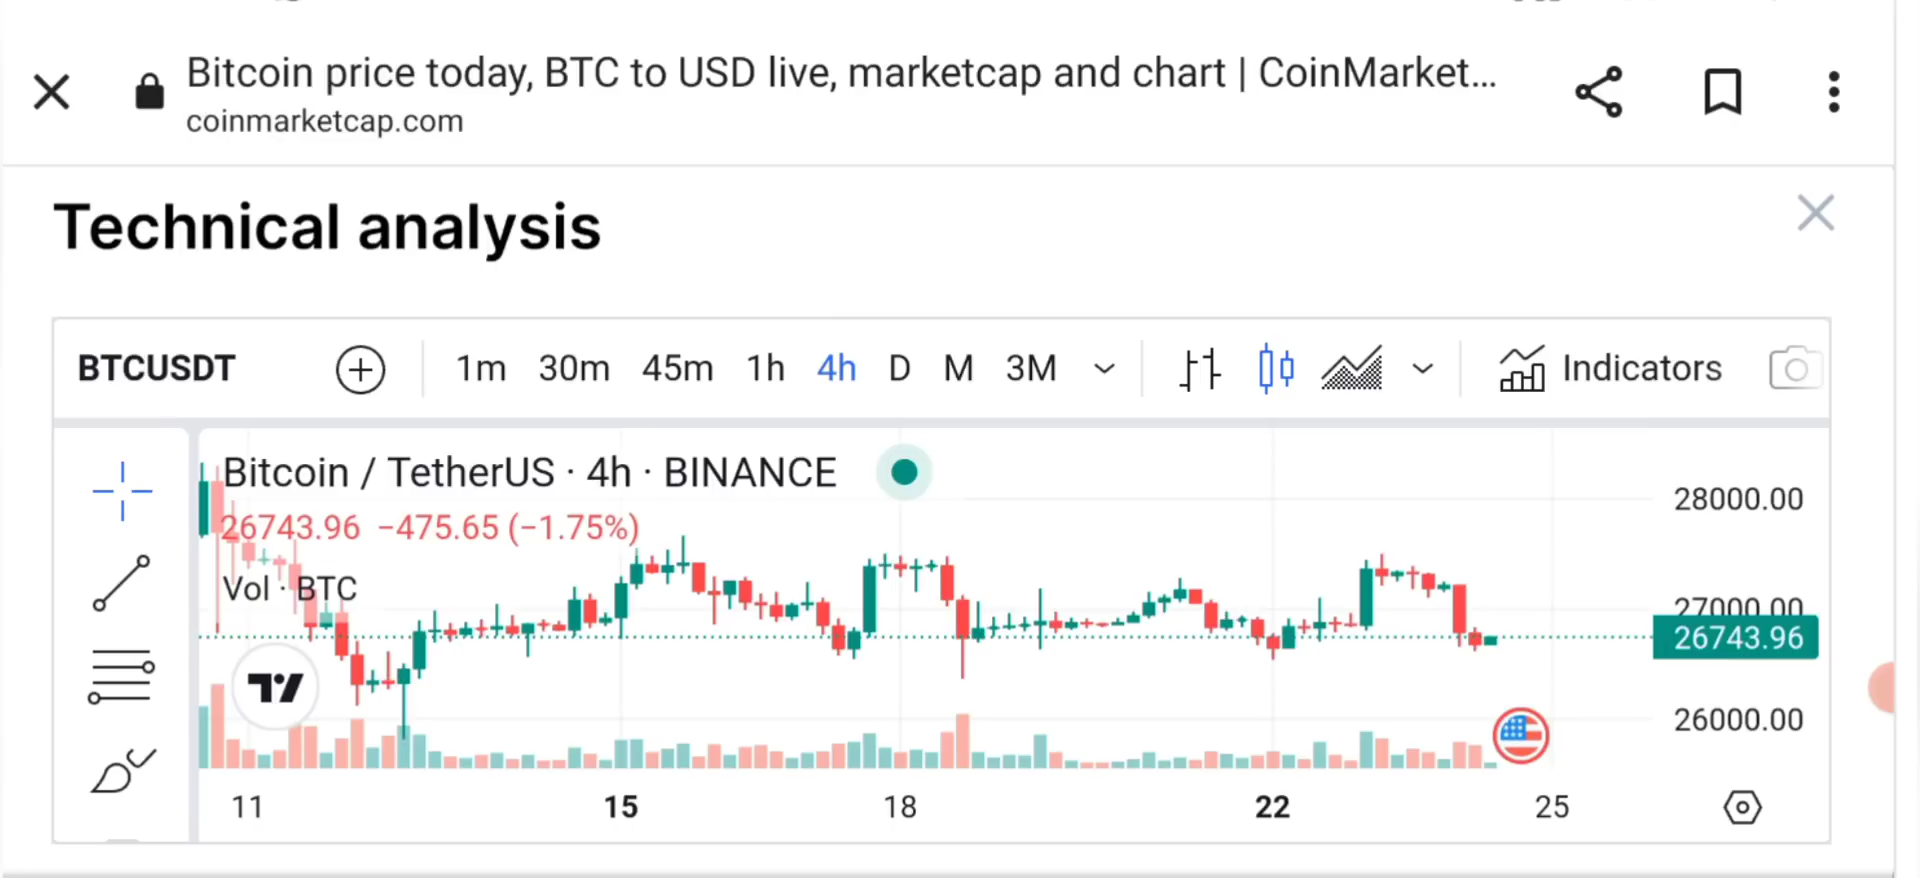 Bitcoin price today, BTC to USD live, marketcap and chart | CoinMarket...
coinmarketcap.com
Technical analysis
BTCUSDT 1m 30m 45m 1h 4h D M 3M Indicators
Bitcoin / TetherUS · 4h · BINANCE
26743.96 −475.65 (−1.75%)
Vol · BTC
28000.00
27000.00
26743.96
26000.00
11 15 18 22 25